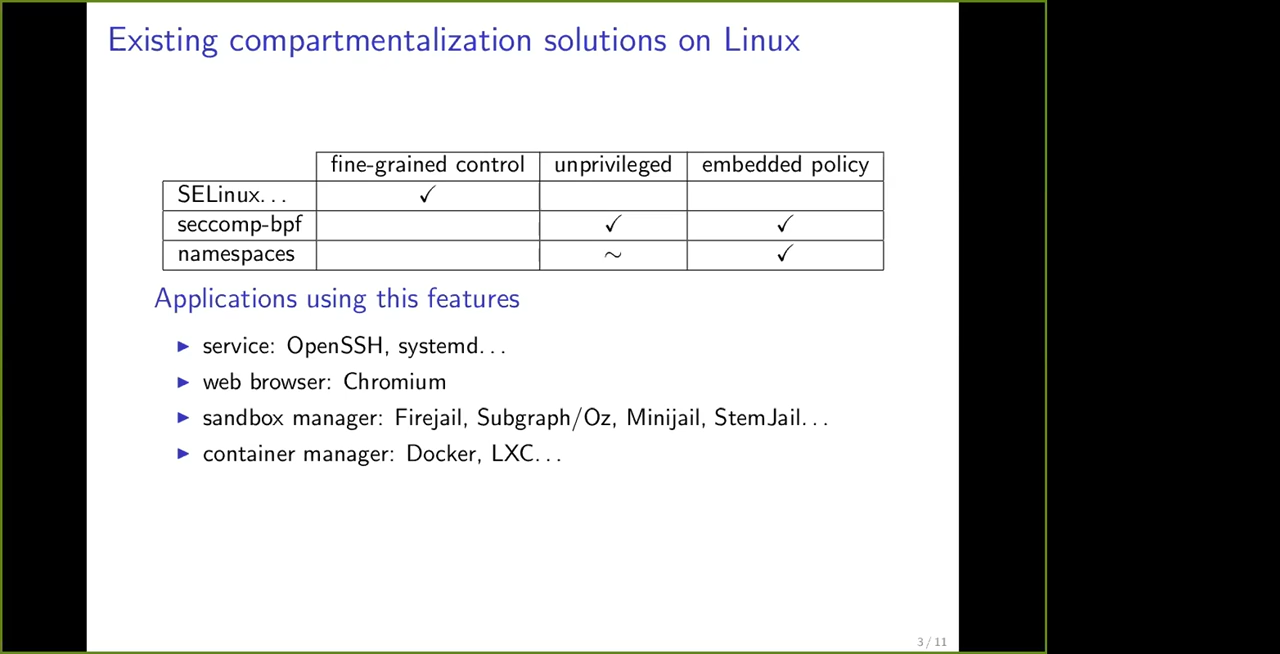 Existing compartmentalization solutions on Linux
fine-grained control unprivileged embedded policy
SELinux. . . ✓
seccomp-bpf ✓ ✓
namespaces ∼ ✓
Applications using this features
▶ service: OpenSSH, systemd. . .
▶ web browser: Chromium
▶ sandbox manager: Firejail, Subgraph/Oz, Minijail, StemJail. . .
▶ container manager: Docker, LXC. . .
3 / 11